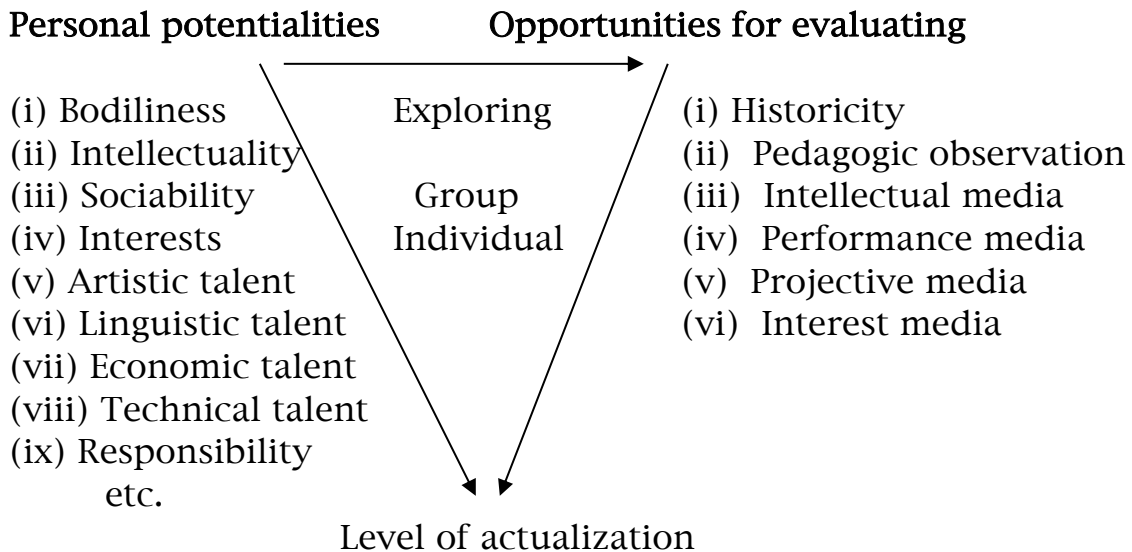 Personal potentialities
Opportunities for evaluating
(i) Bodiliness
(ii) Intellectuality
(iii) Sociability
(iv) Interests
(v) Artistic talent
(vi) Linguistic talent
(vii) Economic talent
(viii) Technical talent
(ix) Responsibility
etc.
Exploring
Group
Individual
(i) Historicity
(ii) Pedagogic observation
(iii) Intellectual media
(iv) Performance media
(v) Projective media
(vi) Interest media
Level of actualization